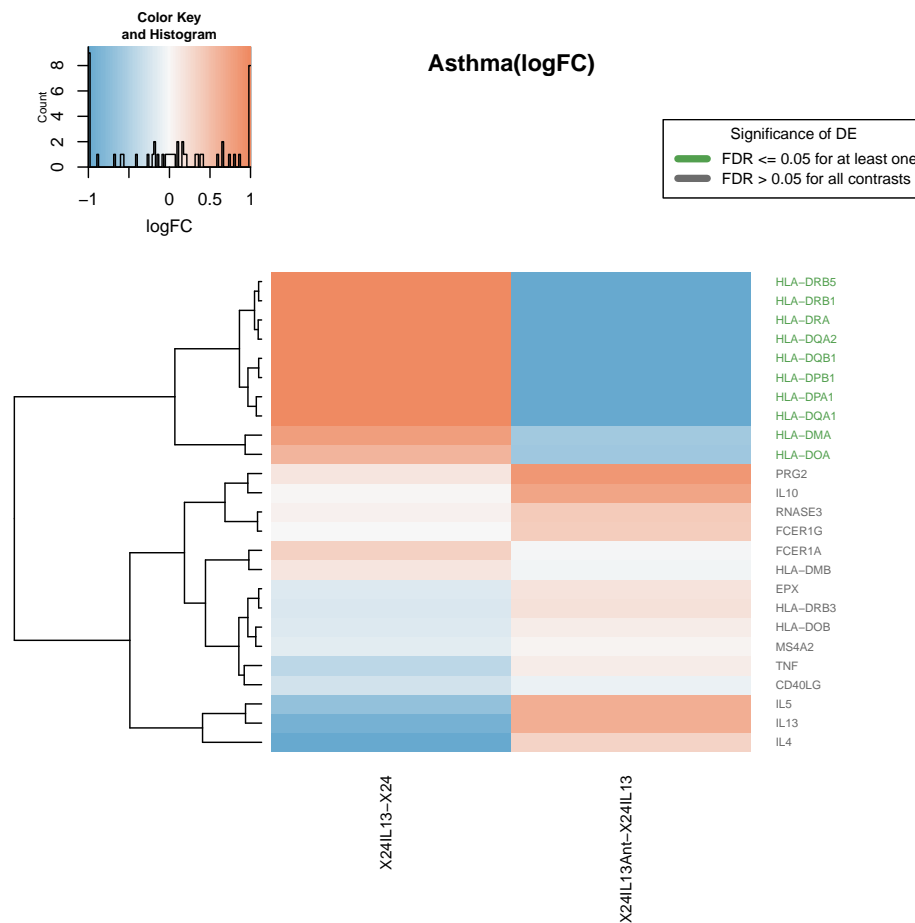 Color Key
and Histogram
Count
0 2 4 6 8
−1 0 0.5 1
logFC
Asthma(logFC)
Significance of DE
FDR <= 0.05 for at least one
FDR > 0.05 for all contrasts
HLA−DRB5
HLA−DRB1
HLA−DRA
HLA−DQA2
HLA−DQB1
HLA−DPB1
HLA−DPA1
HLA−DQA1
HLA−DMA
HLA−DOA
PRG2
IL10
RNASE3
FCER1G
FCER1A
HLA−DMB
EPX
HLA−DRB3
HLA−DOB
MS4A2
TNF
CD40LG
IL5
IL13
IL4
X24IL13−X24
X24IL13Ant−X24IL13